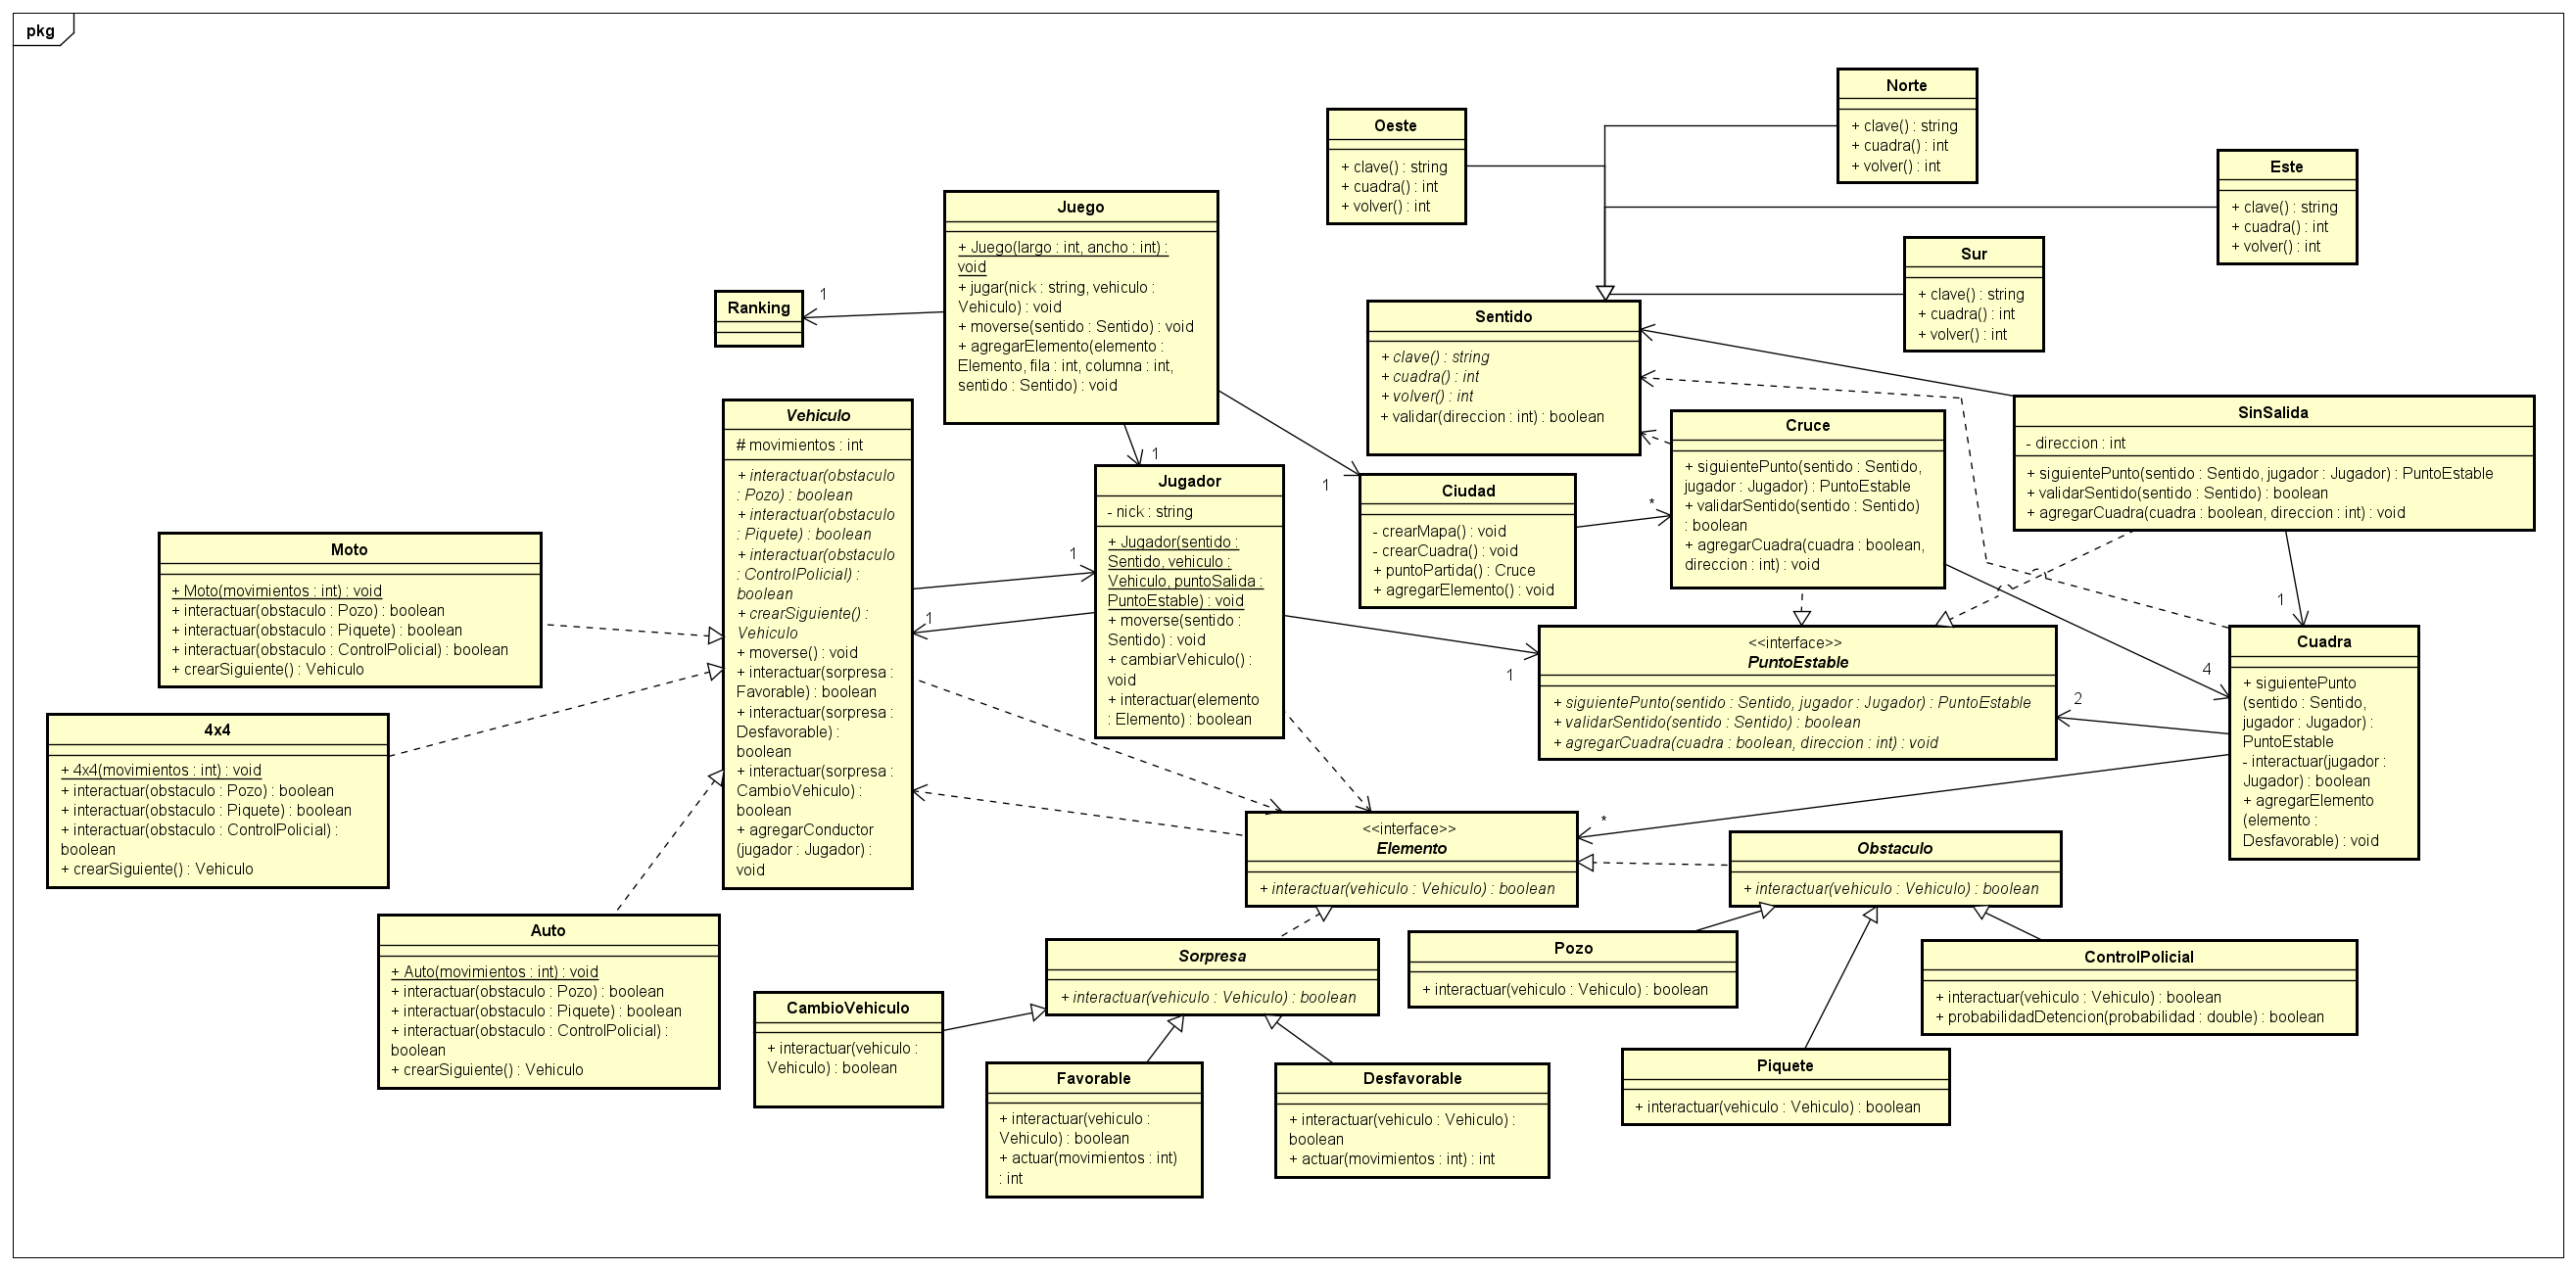 pkg
Norte
+ clave() : string
+ cuadra() : int
+ volver() : int
Oeste
+ clave() : string
+ cuadra() : int
+ volver() : int
Este
+ clave() : string
+ cuadra() : int
+ volver() : int
Sur
+ clave() : string
+ cuadra() : int
+ volver() : int
Juego
+ Juego(largo : int, ancho : int) :
void
+ jugar(nick : string, vehiculo :
Vehiculo) : void
+ moverse(sentido : Sentido) : void
+ agregarElemento(elemento :
Elemento, fila : int, columna : int,
sentido : Sentido) : void
Ranking
1
Sentido
+ clave() : string
+ cuadra() : int
+ volver() : int
+ validar(direccion : int) : boolean
SinSalida
- direccion : int
+ siguientePunto(sentido : Sentido, jugador : Jugador) : PuntoEstable
+ validarSentido(sentido : Sentido) : boolean
+ agregarCuadra(cuadra : boolean, direccion : int) : void
Cruce
+ siguientePunto(sentido : Sentido,
jugador : Jugador) : PuntoEstable
+ validarSentido(sentido : Sentido)
: boolean
+ agregarCuadra(cuadra : boolean,
direccion : int) : void
Vehiculo
# movimientos : int
+ interactuar(obstaculo
: Pozo) : boolean
+ interactuar(obstaculo
: Piquete) : boolean
+ interactuar(obstaculo
: ControlPolicial) :
boolean
+ crearSiguiente() :
Vehiculo
+ moverse() : void
+ interactuar(sorpresa :
Favorable) : boolean
+ interactuar(sorpresa :
Desfavorable) :
boolean
+ interactuar(sorpresa :
CambioVehiculo) :
boolean
+ agregarConductor
(jugador : Jugador) :
void
1
Jugador
- nick : string
+ Jugador(sentido :
Sentido, vehiculo :
Vehiculo, puntoSalida :
PuntoEstable) : void
+ moverse(sentido :
Sentido) : void
+ cambiarVehiculo() :
void
+ interactuar(elemento
: Elemento) : boolean
1
1
1
Ciudad
- crearMapa() : void
- crearCuadra() : void
+ puntoPartida() : Cruce
+ agregarElemento() : void
*
Moto
+ Moto(movimientos : int) : void
+ interactuar(obstaculo : Pozo) : boolean
+ interactuar(obstaculo : Piquete) : boolean
+ interactuar(obstaculo : ControlPolicial) : boolean
+ crearSiguiente() : Vehiculo
1
<<interface>>
PuntoEstable
+ siguientePunto(sentido : Sentido, jugador : Jugador) : PuntoEstable
+ validarSentido(sentido : Sentido) : boolean
+ agregarCuadra(cuadra : boolean, direccion : int) : void
1
4
2
Cuadra
+ siguientePunto
(sentido : Sentido,
jugador : Jugador) :
PuntoEstable
- interactuar(jugador :
Jugador) : boolean
+ agregarElemento
(elemento :
Desfavorable) : void
4x4
+ 4x4(movimientos : int) : void
+ interactuar(obstaculo : Pozo) : boolean
+ interactuar(obstaculo : Piquete) : boolean
+ interactuar(obstaculo : ControlPolicial) :
boolean
+ crearSiguiente() : Vehiculo
*
<<interface>>
Elemento
+ interactuar(vehiculo : Vehiculo) : boolean
Obstaculo
+ interactuar(vehiculo : Vehiculo) : boolean
Auto
+ Auto(movimientos : int) : void
+ interactuar(obstaculo : Pozo) : boolean
+ interactuar(obstaculo : Piquete) : boolean
+ interactuar(obstaculo : ControlPolicial) :
boolean
+ crearSiguiente() : Vehiculo
Sorpresa
+ interactuar(vehiculo : Vehiculo) : boolean
Pozo
+ interactuar(vehiculo : Vehiculo) : boolean
ControlPolicial
+ interactuar(vehiculo : Vehiculo) : boolean
+ probabilidadDetencion(probabilidad : double) : boolean
CambioVehiculo
+ interactuar(vehiculo :
Vehiculo) : boolean
Favorable
+ interactuar(vehiculo :
Vehiculo) : boolean
+ actuar(movimientos : int)
: int
Desfavorable
+ interactuar(vehiculo : Vehiculo) :
boolean
+ actuar(movimientos : int) : int
Piquete
+ interactuar(vehiculo : Vehiculo) : boolean